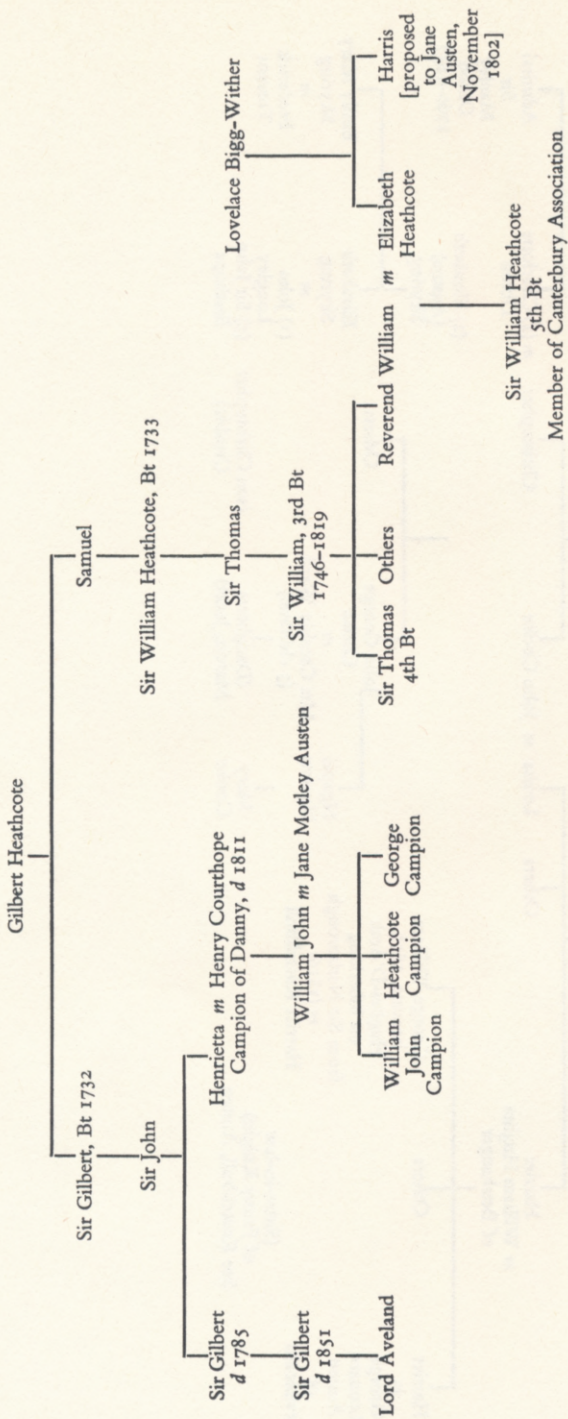 Gilbert Heathcote
Sir Gilbert, Bt 1732
Samuel
Sir John
Sir William Heathcote, Bt 1733
Lovelace Bigg-Wither
Sir Gilbert
d 1785
Henrietta m Henry Courthope
Campion of Danny, d 1811
Sir Thomas
Sir Gilbert
d 1851
William John m Jane Motley Austen
Sir William, 3rd Bt
1746–1819
Lord Aveland
William
John
Campion
Heathcote
Campion
George
Campion
Sir Thomas
4th Bt
Others
Reverend William m Elizabeth
Heathcote
Harris
[proposed
to Jane
Austen,
November
1802]
Sir William Heathcote
5th Bt
Member of Canterbury Association